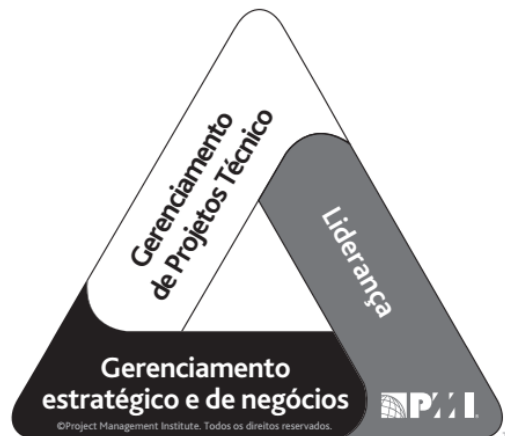 Gerenciamento
de Projetos Técnico
Liderança
Gerenciamento
estratégico e de negócios
©Project Management Institute. Todos os direitos reservados.
PMI